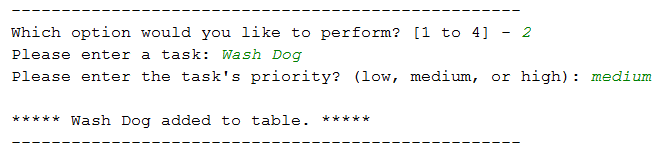 ---------------------------------------------------
Which option would you like to perform? [1 to 4] - 2
Please enter a task: Wash Dog
Please enter the task's priority? (low, medium, or high): medium

***** Wash Dog added to table. *****
---------------------------------------------------